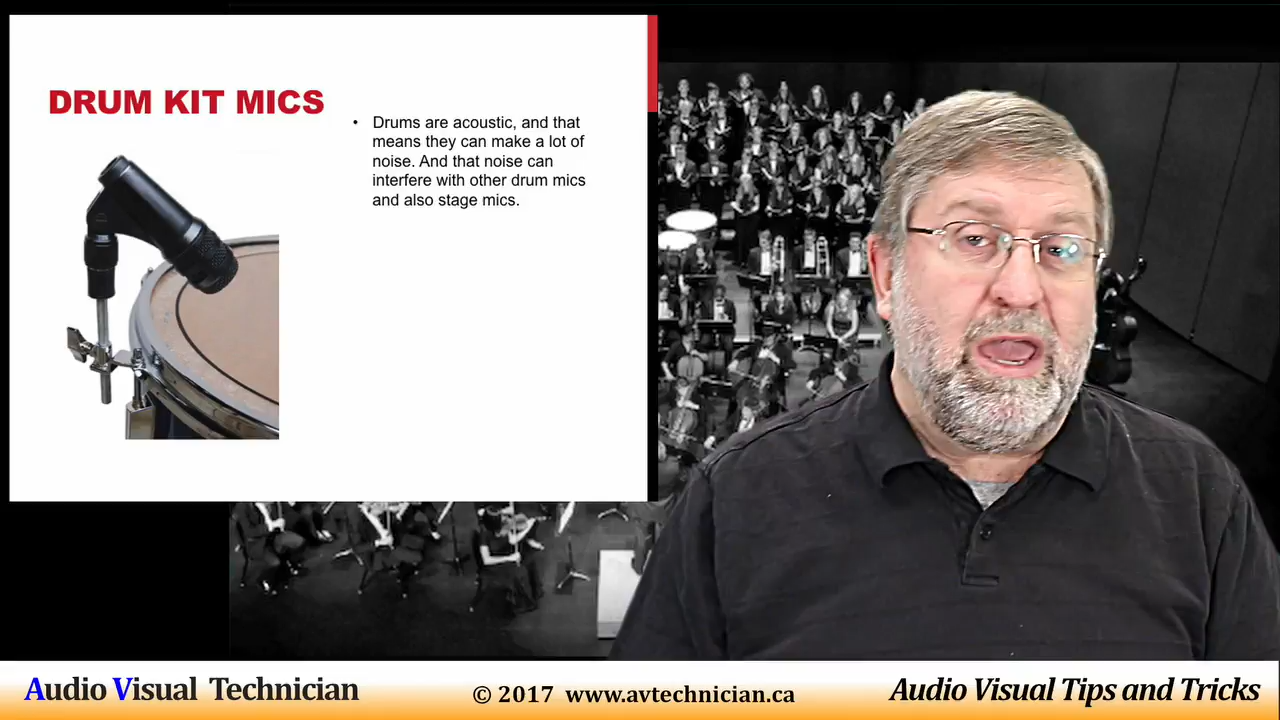 DRUM KIT MICS
• Drums are acoustic, and that
means they can make a lot of
noise. And that noise can
interfere with other drum mics
and also stage mics.
Audio Visual Technician
© 2017 www.avtechnician.ca
Audio Visual Tips and Tricks